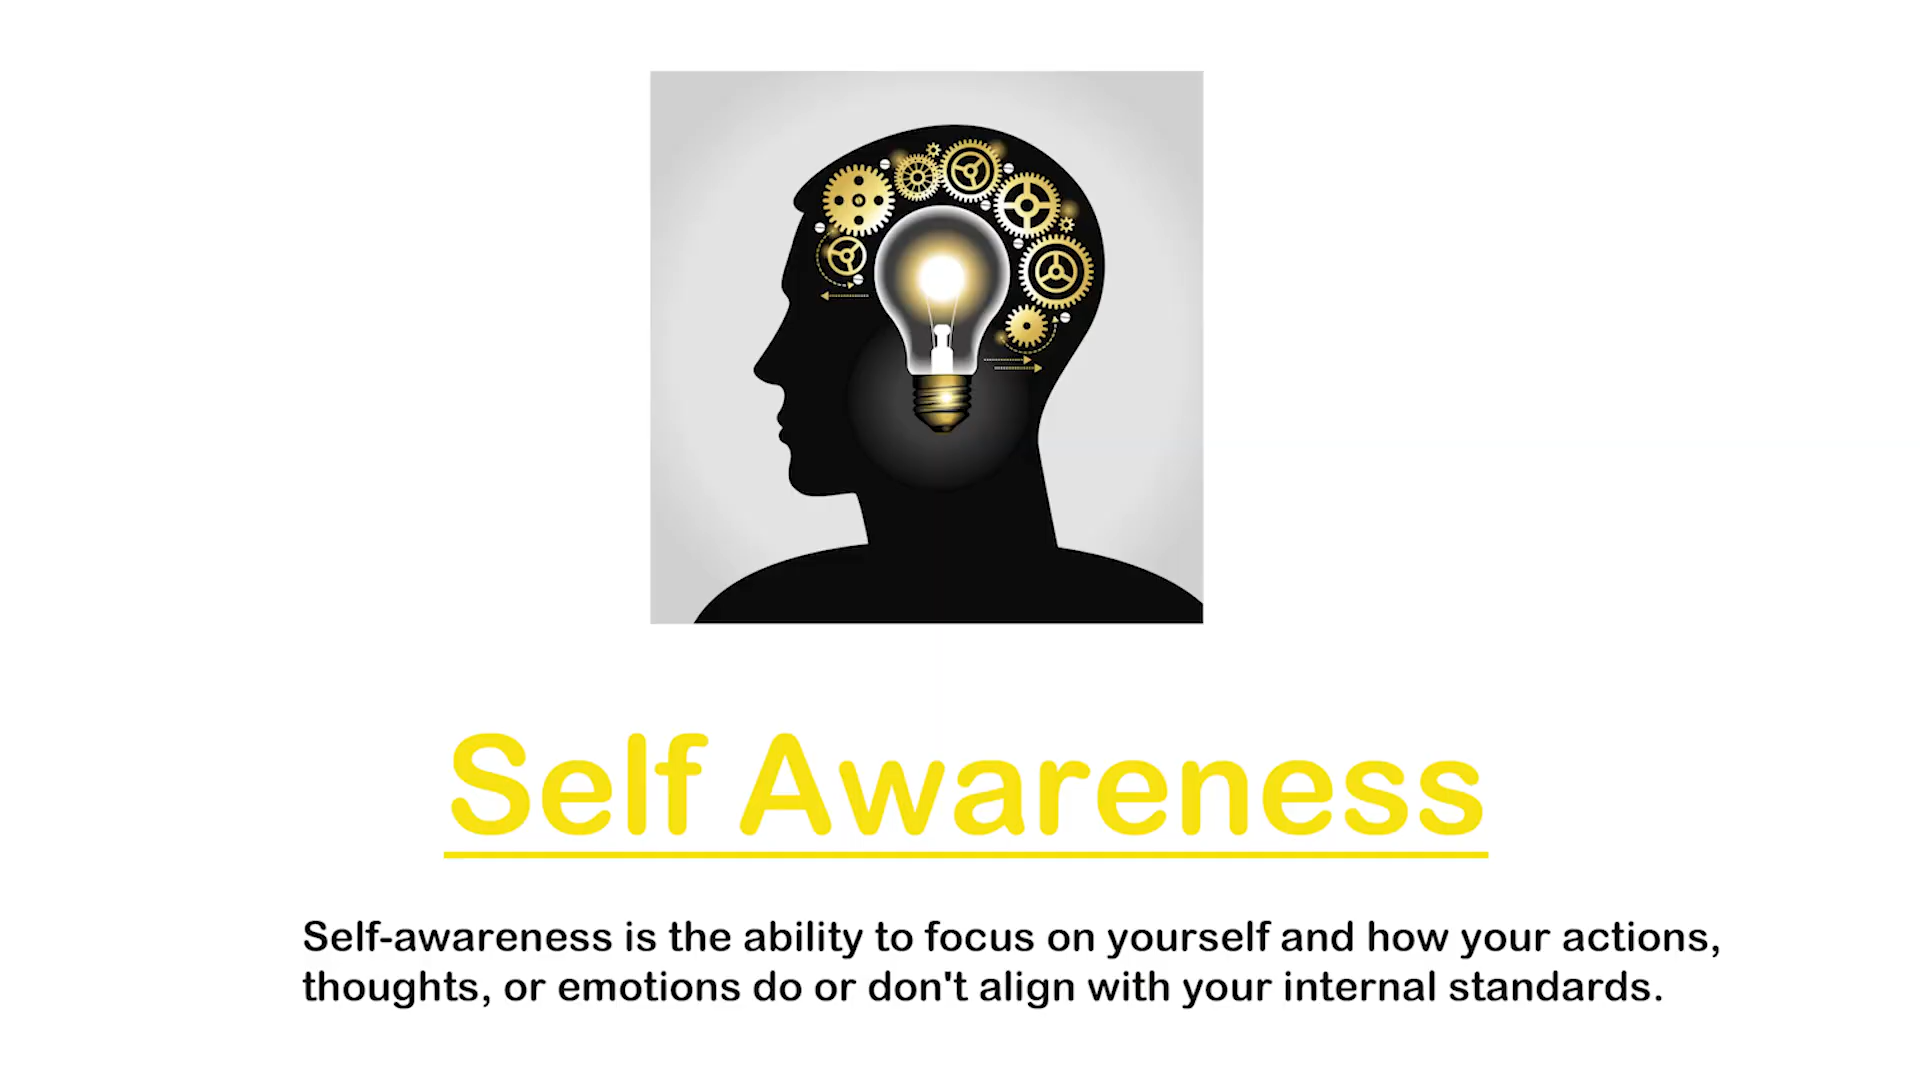 Self Awareness
Self-awareness is the ability to focus on yourself and how your actions,
thoughts, or emotions do or don't align with your internal standards.